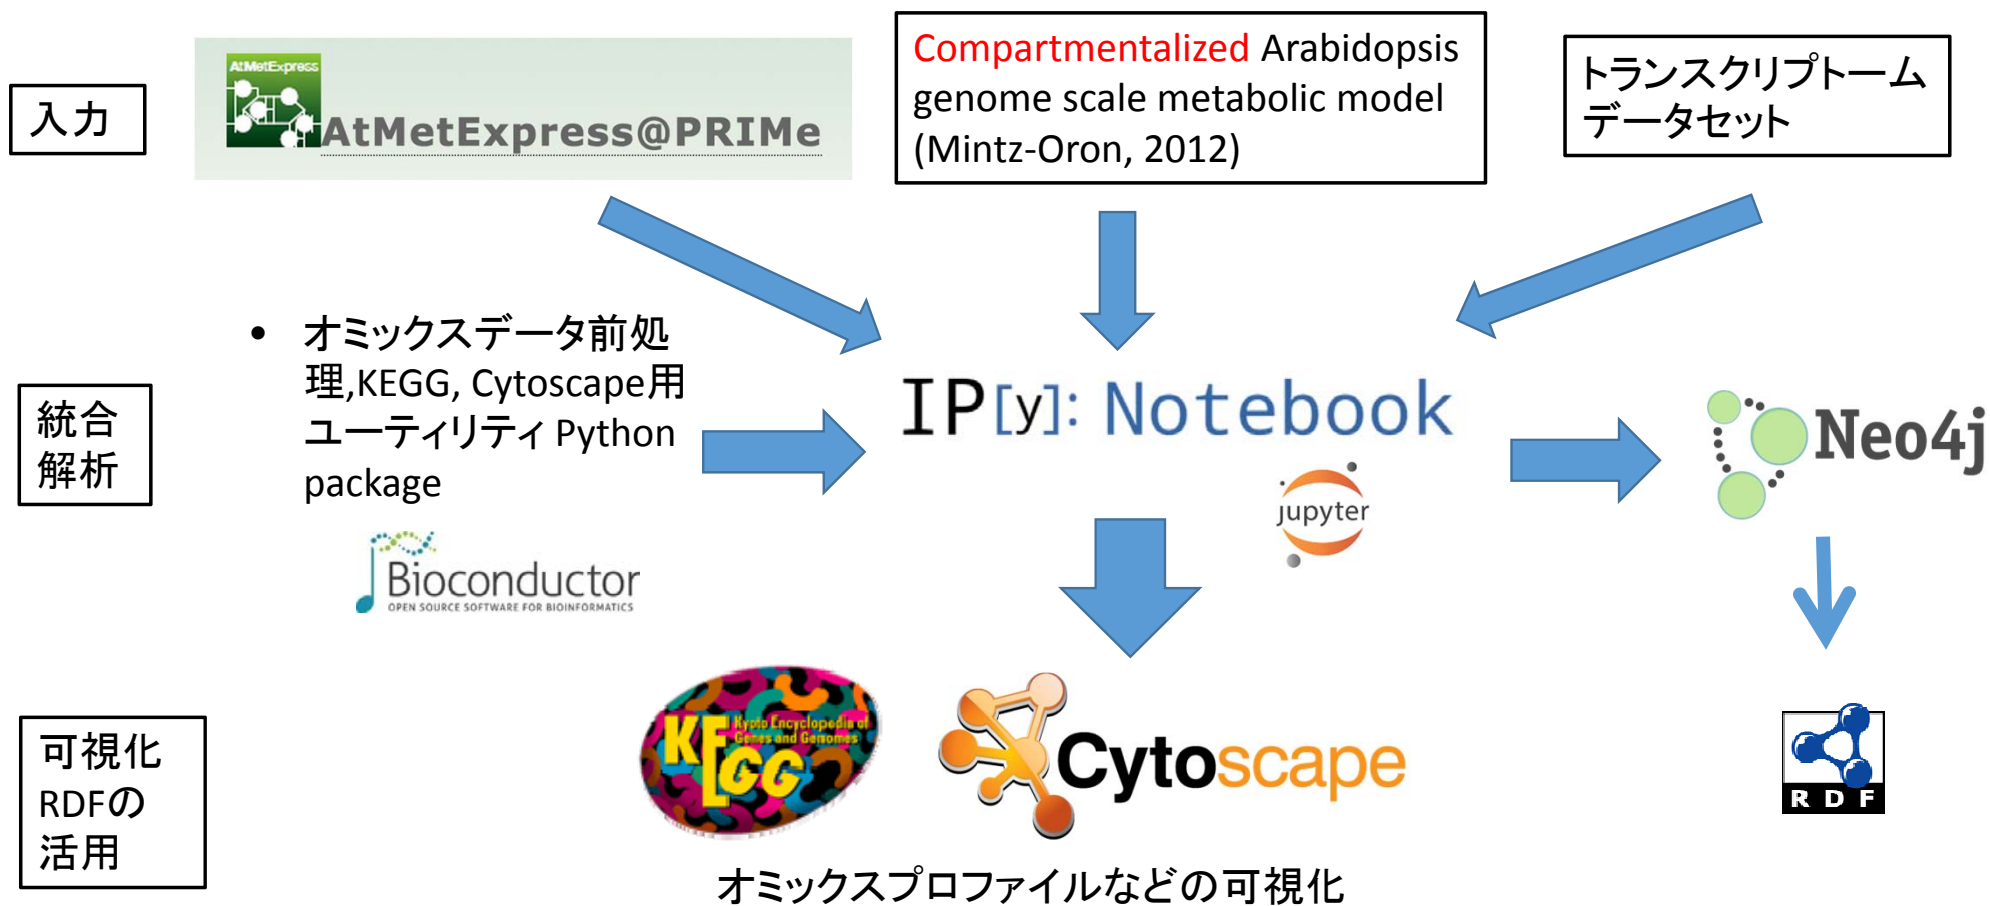 入力
AtMetExpress
AtMetExpress@PRIMe
Compartmentalized Arabidopsis
genome scale metabolic model
(Mintz-Oron, 2012)
トランスクリプトーム
データセット
統合
解析
• オミックスデータ前処
理,KEGG, Cytoscape用
ユーティリティ Python
package
Bioconductor
OPEN SOURCE SOFTWARE FOR BIOINFORMATICS
IP[y]: Notebook
jupyter
Neo4j
可視化
RDFの
活用
KEGG
Kyoto Encyclopedia of
Genes and Genomes
Cytoscape
RDF
オミックスプロファイルなどの可視化